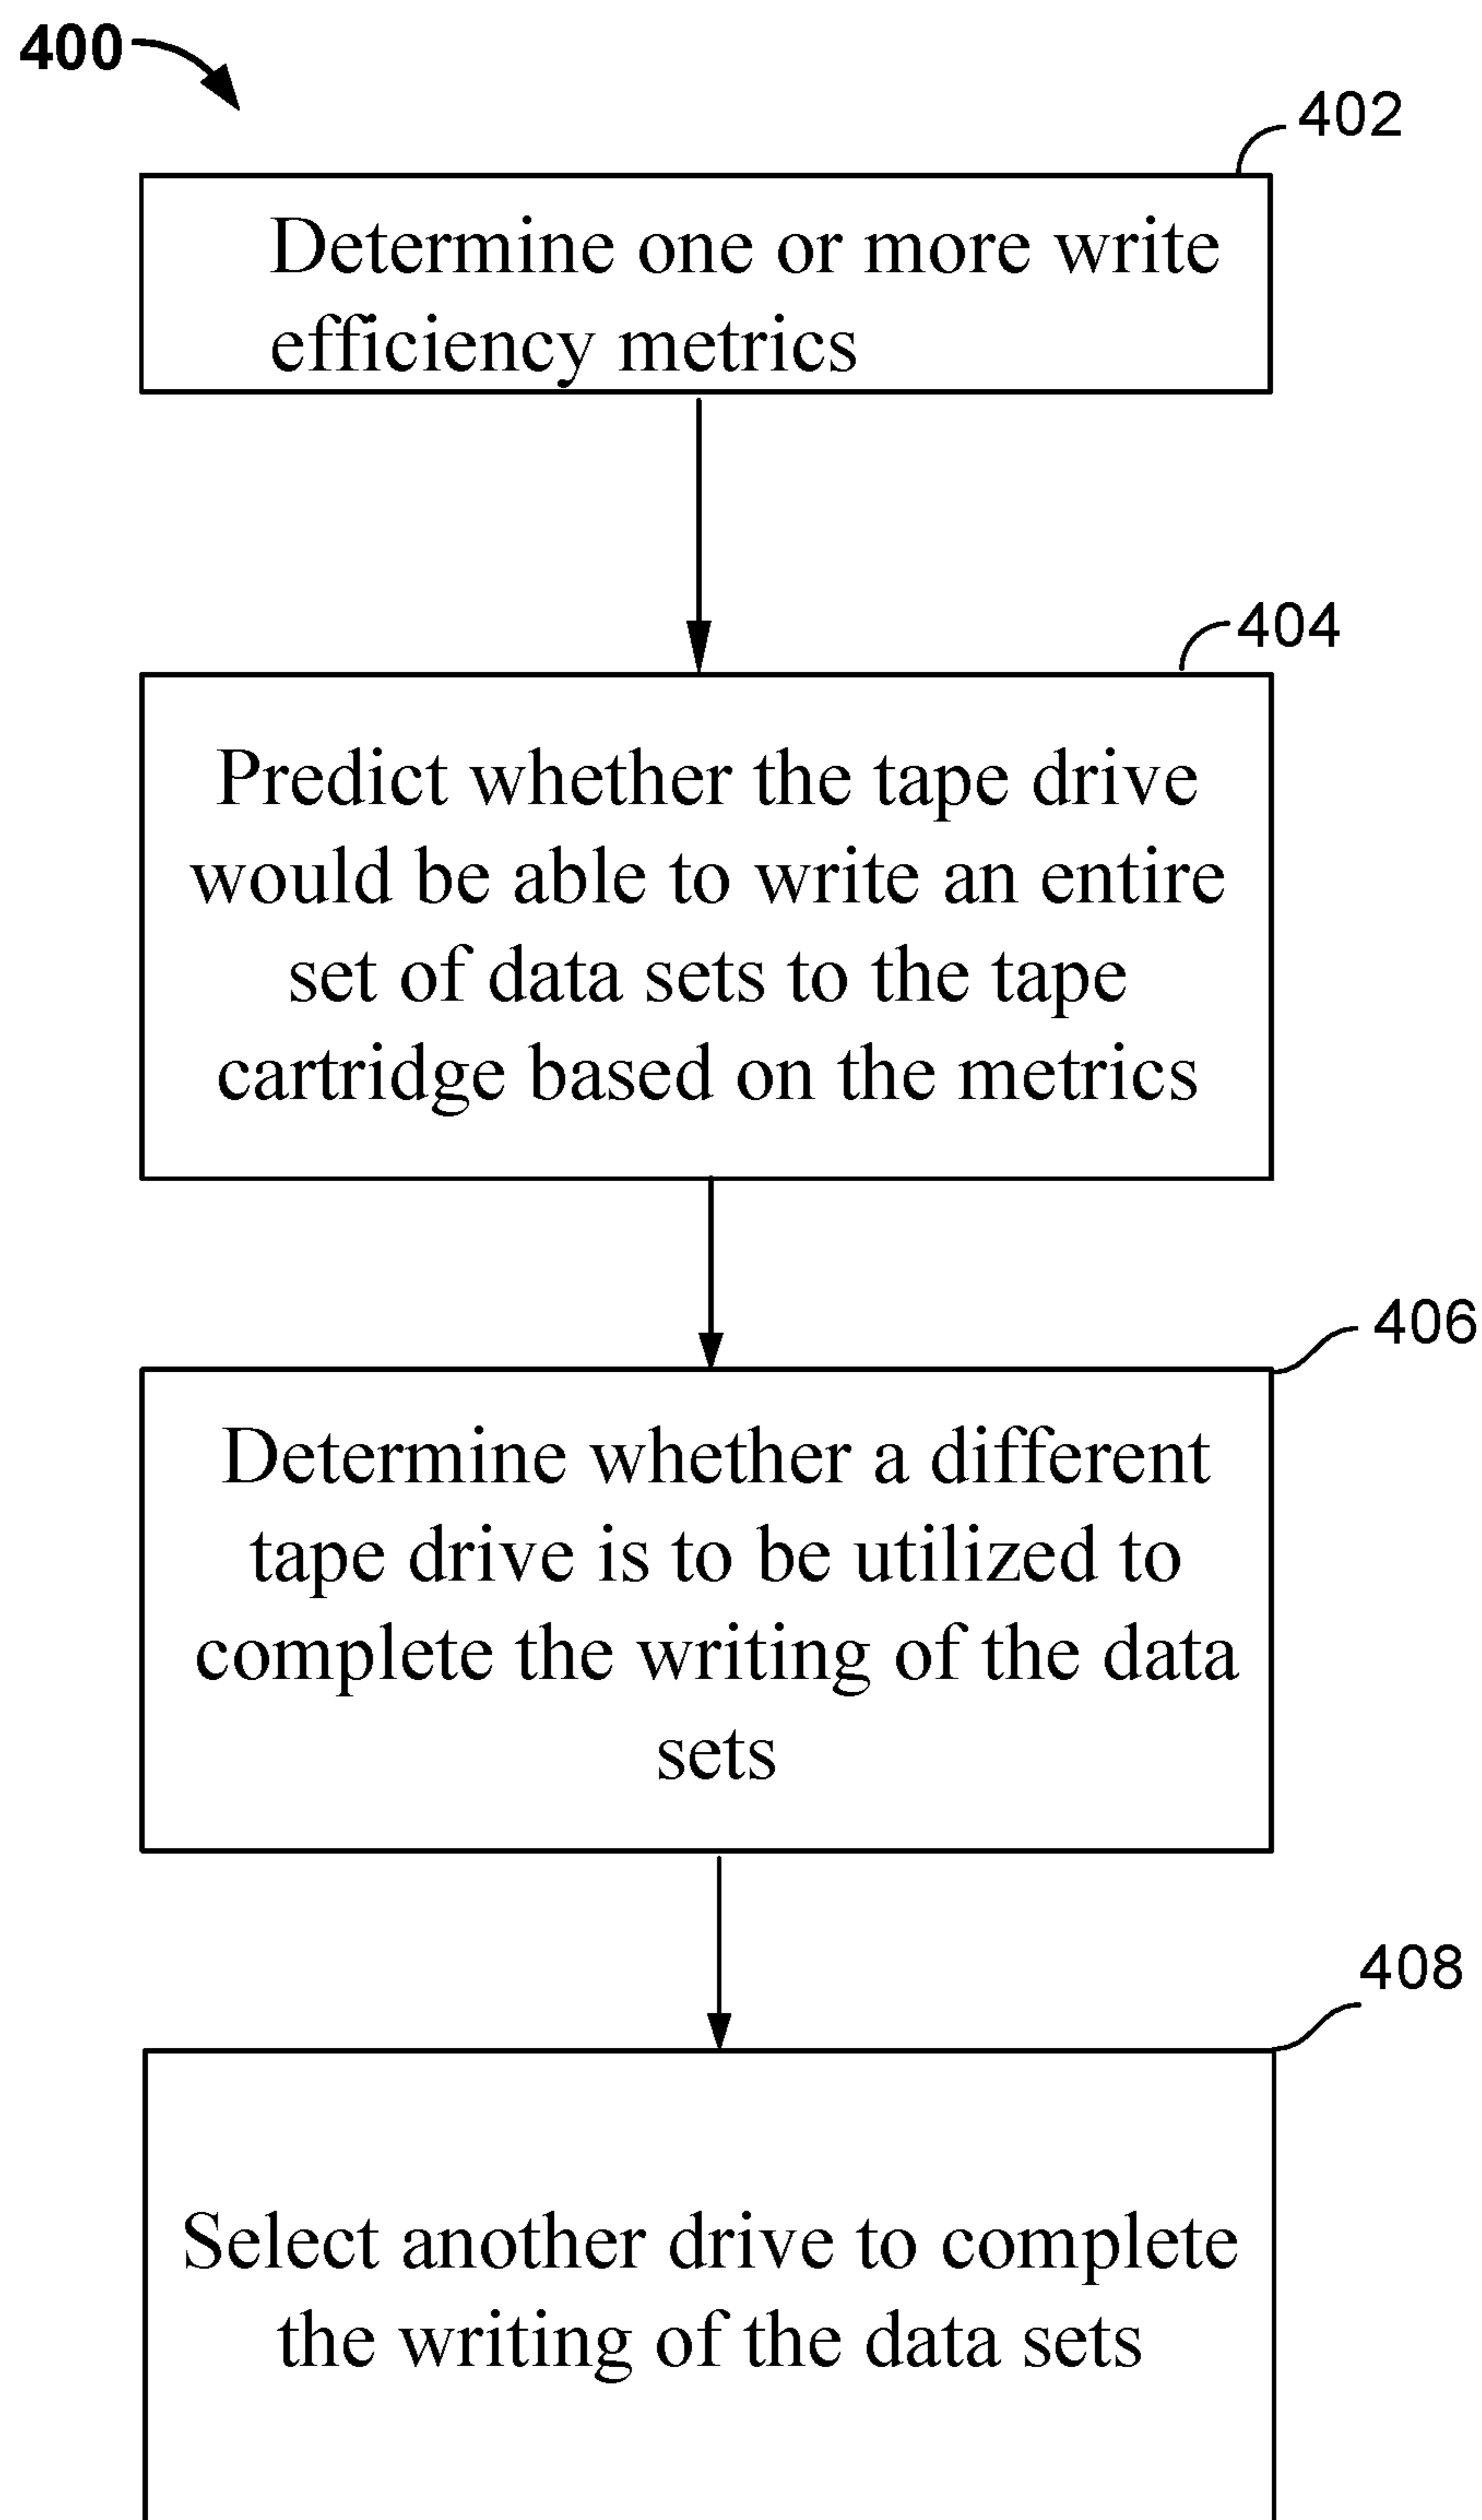 400
402
Determine one or more write
efficiency metrics
404
Predict whether the tape drive
would be able to write an entire
set of data sets to the tape
cartridge based on the metrics
406
Determine whether a different
tape drive is to be utilized to
complete the writing of the data
sets
408
Select another drive to complete
the writing of the data sets